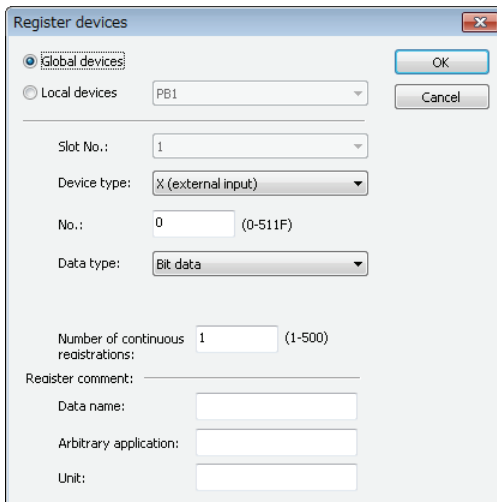 Register devices
Global devices
OK
Local devices PB1
Cancel
Slot No.: 1
Device type: X (external input)
No.: 0 (0-511F)
Data type: Bit data
Number of continuous registrations: 1 (1-500)
Register comment:
Data name:
Arbitrary application:
Unit: